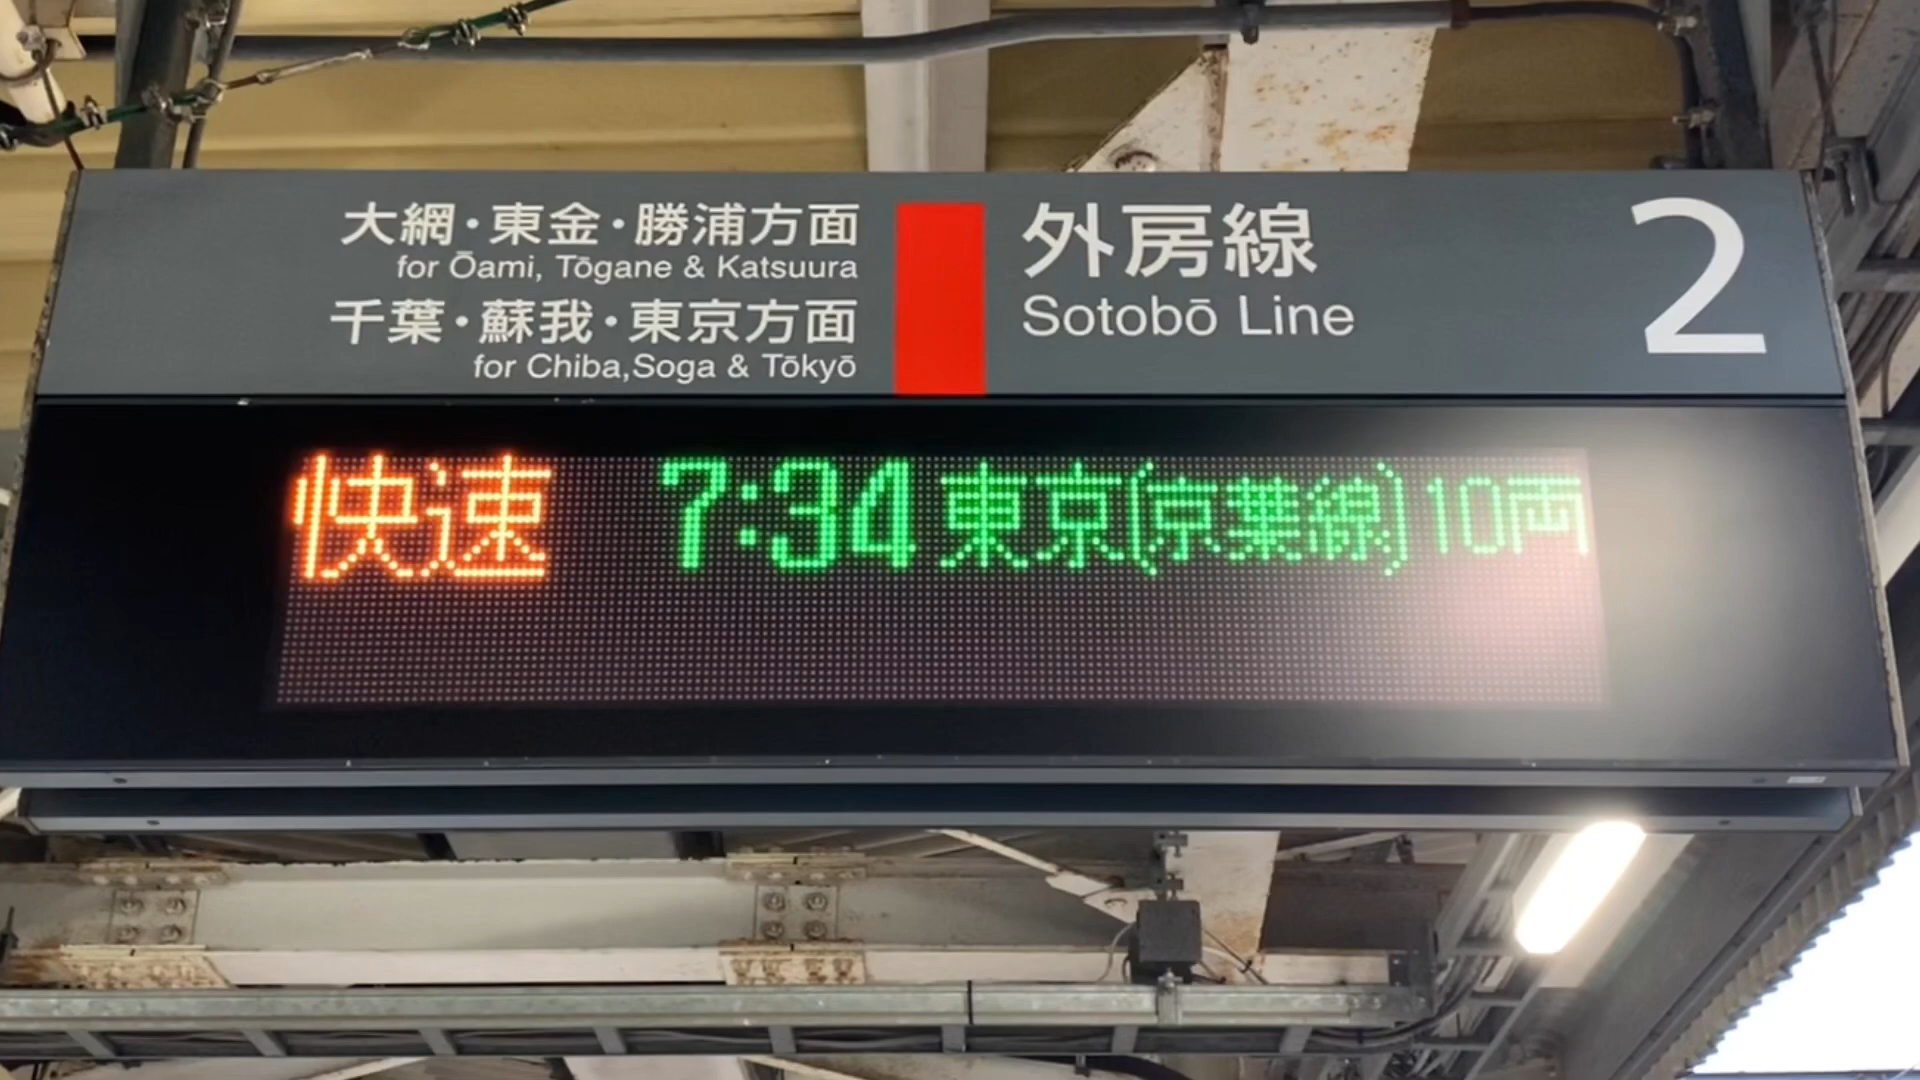 大網・東金・勝浦方面
for Ōami, Tōgane & Katsuura
千葉・蘇我・東京方面
for Chiba,Soga & Tōkyō
外房線
Sotobō Line
2
快速 7:34 東京(京葉線) 10両